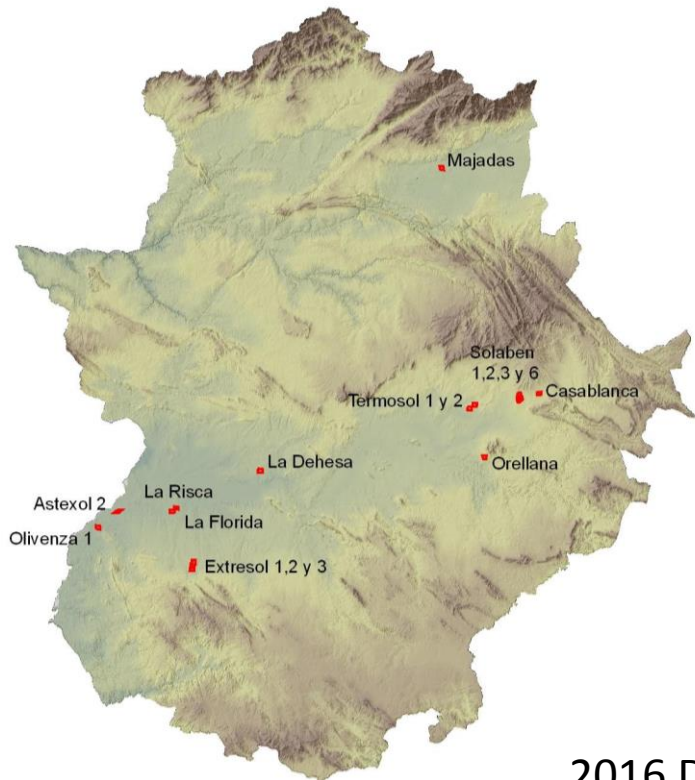 Majadas
Solaben
1,2,3 y 6
Termosol 1 y 2
Casablanca
La Dehesa
Orellana
La Risca
Astexol 2
La Florida
Olivenza 1
Extresol 1,2 y 3
2016